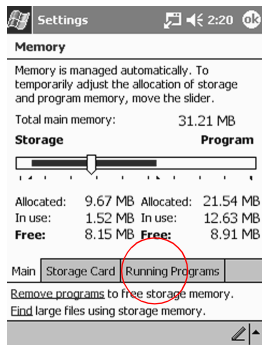 Settings 2:20 ok
Memory
Memory is managed automatically. To
temporarily adjust the allocation of storage
and program memory, move the slider.
Total main memory: 31.21 MB
Storage Program
Allocated: 9.67 MB Allocated: 21.54 MB
In use: 1.52 MB In use: 12.63 MB
Free: 8.15 MB Free: 8.91 MB
Main Storage Card Running Programs
Remove programs to free storage memory.
Find large files using storage memory.